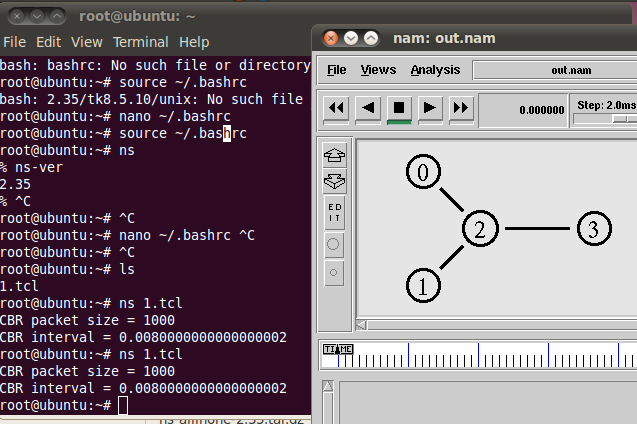 root@ubuntu: ~
File Edit View Terminal Help
bash: bashrc: No such file or directory
root@ubuntu:~# source ~/.bashrc
bash: 2.35/tk8.5.10/unix: No such file
root@ubuntu:~# nano ~/.bashrc
root@ubuntu:~# source ~/.bashrc
root@ubuntu:~# ns
% ns-ver
2.35
% ^C
root@ubuntu:~# ^C
root@ubuntu:~# nano ~/.bashrc ^C
root@ubuntu:~# ^C
root@ubuntu:~# ls
1.tcl
root@ubuntu:~# ns 1.tcl
CBR packet size = 1000
CBR interval = 0.0080000000000000002
root@ubuntu:~# ns 1.tcl
CBR packet size = 1000
CBR interval = 0.0080000000000000002
root@ubuntu:~#
nam: out.nam
File Views Analysis out.nam
0.000000 Step: 2.0ms
ED
IT
0
2 3
1
TIME